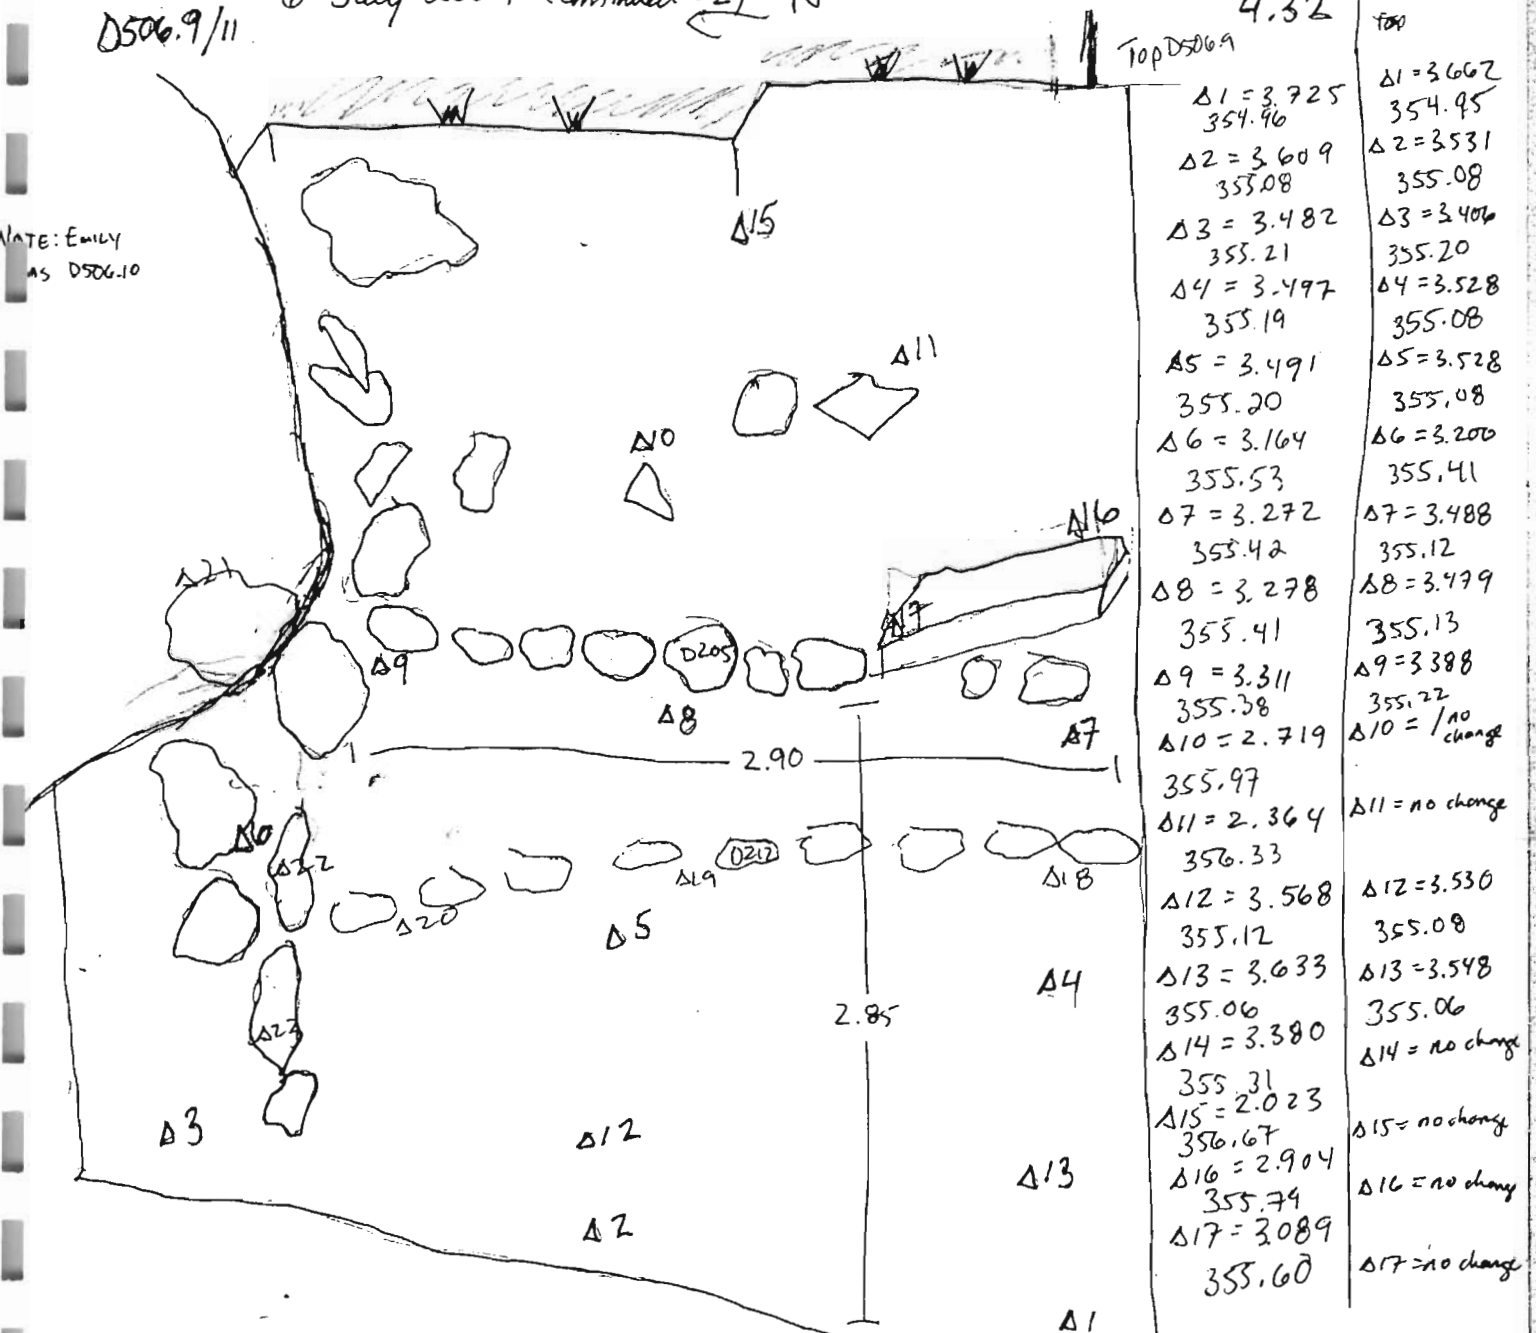 D506.9/11
6 July
(continued
N
4.32
Top D506.9
Top
NOTE: Emily
D506.10
Δ15
Δ11
Δ10
Δ16
Δ17
Δ21
Δ9
D205
Δ8
Δ7
2.90
Δ6
Δ22
Δ20
Δ19
D212
Δ18
Δ5
Δ4
2.85
Δ23
Δ3
Δ12
Δ13
Δ2
Δ1
Δ1 = 3.725
354.96
Δ2 = 3.609
355.08
Δ3 = 3.482
355.21
Δ4 = 3.497
355.19
Δ5 = 3.491
355.20
Δ6 = 3.164
355.53
Δ7 = 3.272
355.42
Δ8 = 3.278
355.41
Δ9 = 3.311
355.38
Δ10 = 2.719
355.97
Δ11 = 2.364
356.33
Δ12 = 3.568
355.12
Δ13 = 3.633
355.06
Δ14 = 3.380
355.31
Δ15 = 2.023
356.67
Δ16 = 2.904
355.79
Δ17 = 3.089
355.60
Δ1 = 3.662
354.95
Δ2 = 3.531
355.08
Δ3 = 3.406
355.20
Δ4 = 3.528
355.08
Δ5 = 3.528
355.08
Δ6 = 3.200
355.41
Δ7 = 3.488
355.12
Δ8 = 3.479
355.13
Δ9 = 3.388
355.22
Δ10 = / no
change
Δ11 = no change
Δ12 = 3.530
355.08
Δ13 = 3.548
355.06
Δ14 = no change
Δ15 = no change
Δ16 = no change
Δ17 = no change